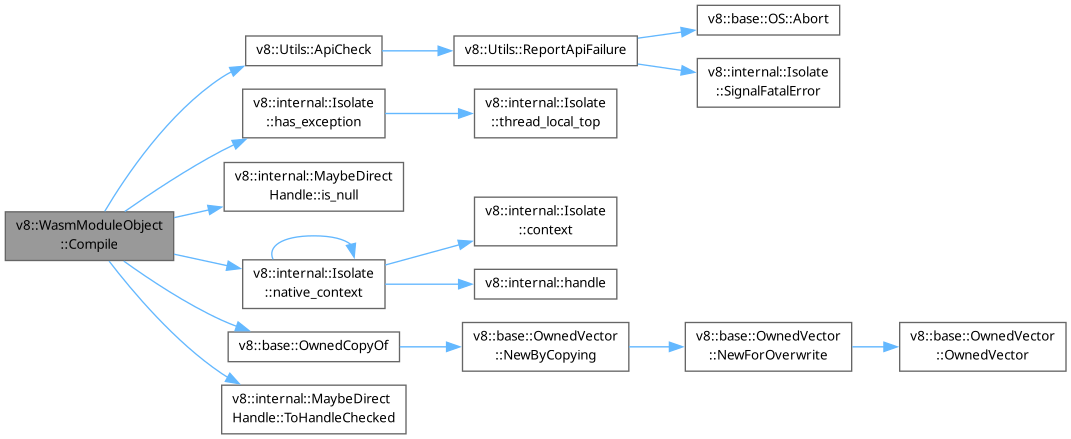 v8::WasmModuleObject
::Compile
v8::Utils::ApiCheck
v8::Utils::ReportApiFailure
v8::base::OS::Abort
v8::internal::Isolate
::SignalFatalError
v8::internal::Isolate
::has_exception
v8::internal::Isolate
::thread_local_top
v8::internal::MaybeDirect
Handle::is_null
v8::internal::Isolate
::native_context
v8::internal::Isolate
::context
v8::internal::handle
v8::base::OwnedCopyOf
v8::base::OwnedVector
::NewByCopying
v8::base::OwnedVector
::NewForOverwrite
v8::base::OwnedVector
::OwnedVector
v8::internal::MaybeDirect
Handle::ToHandleChecked